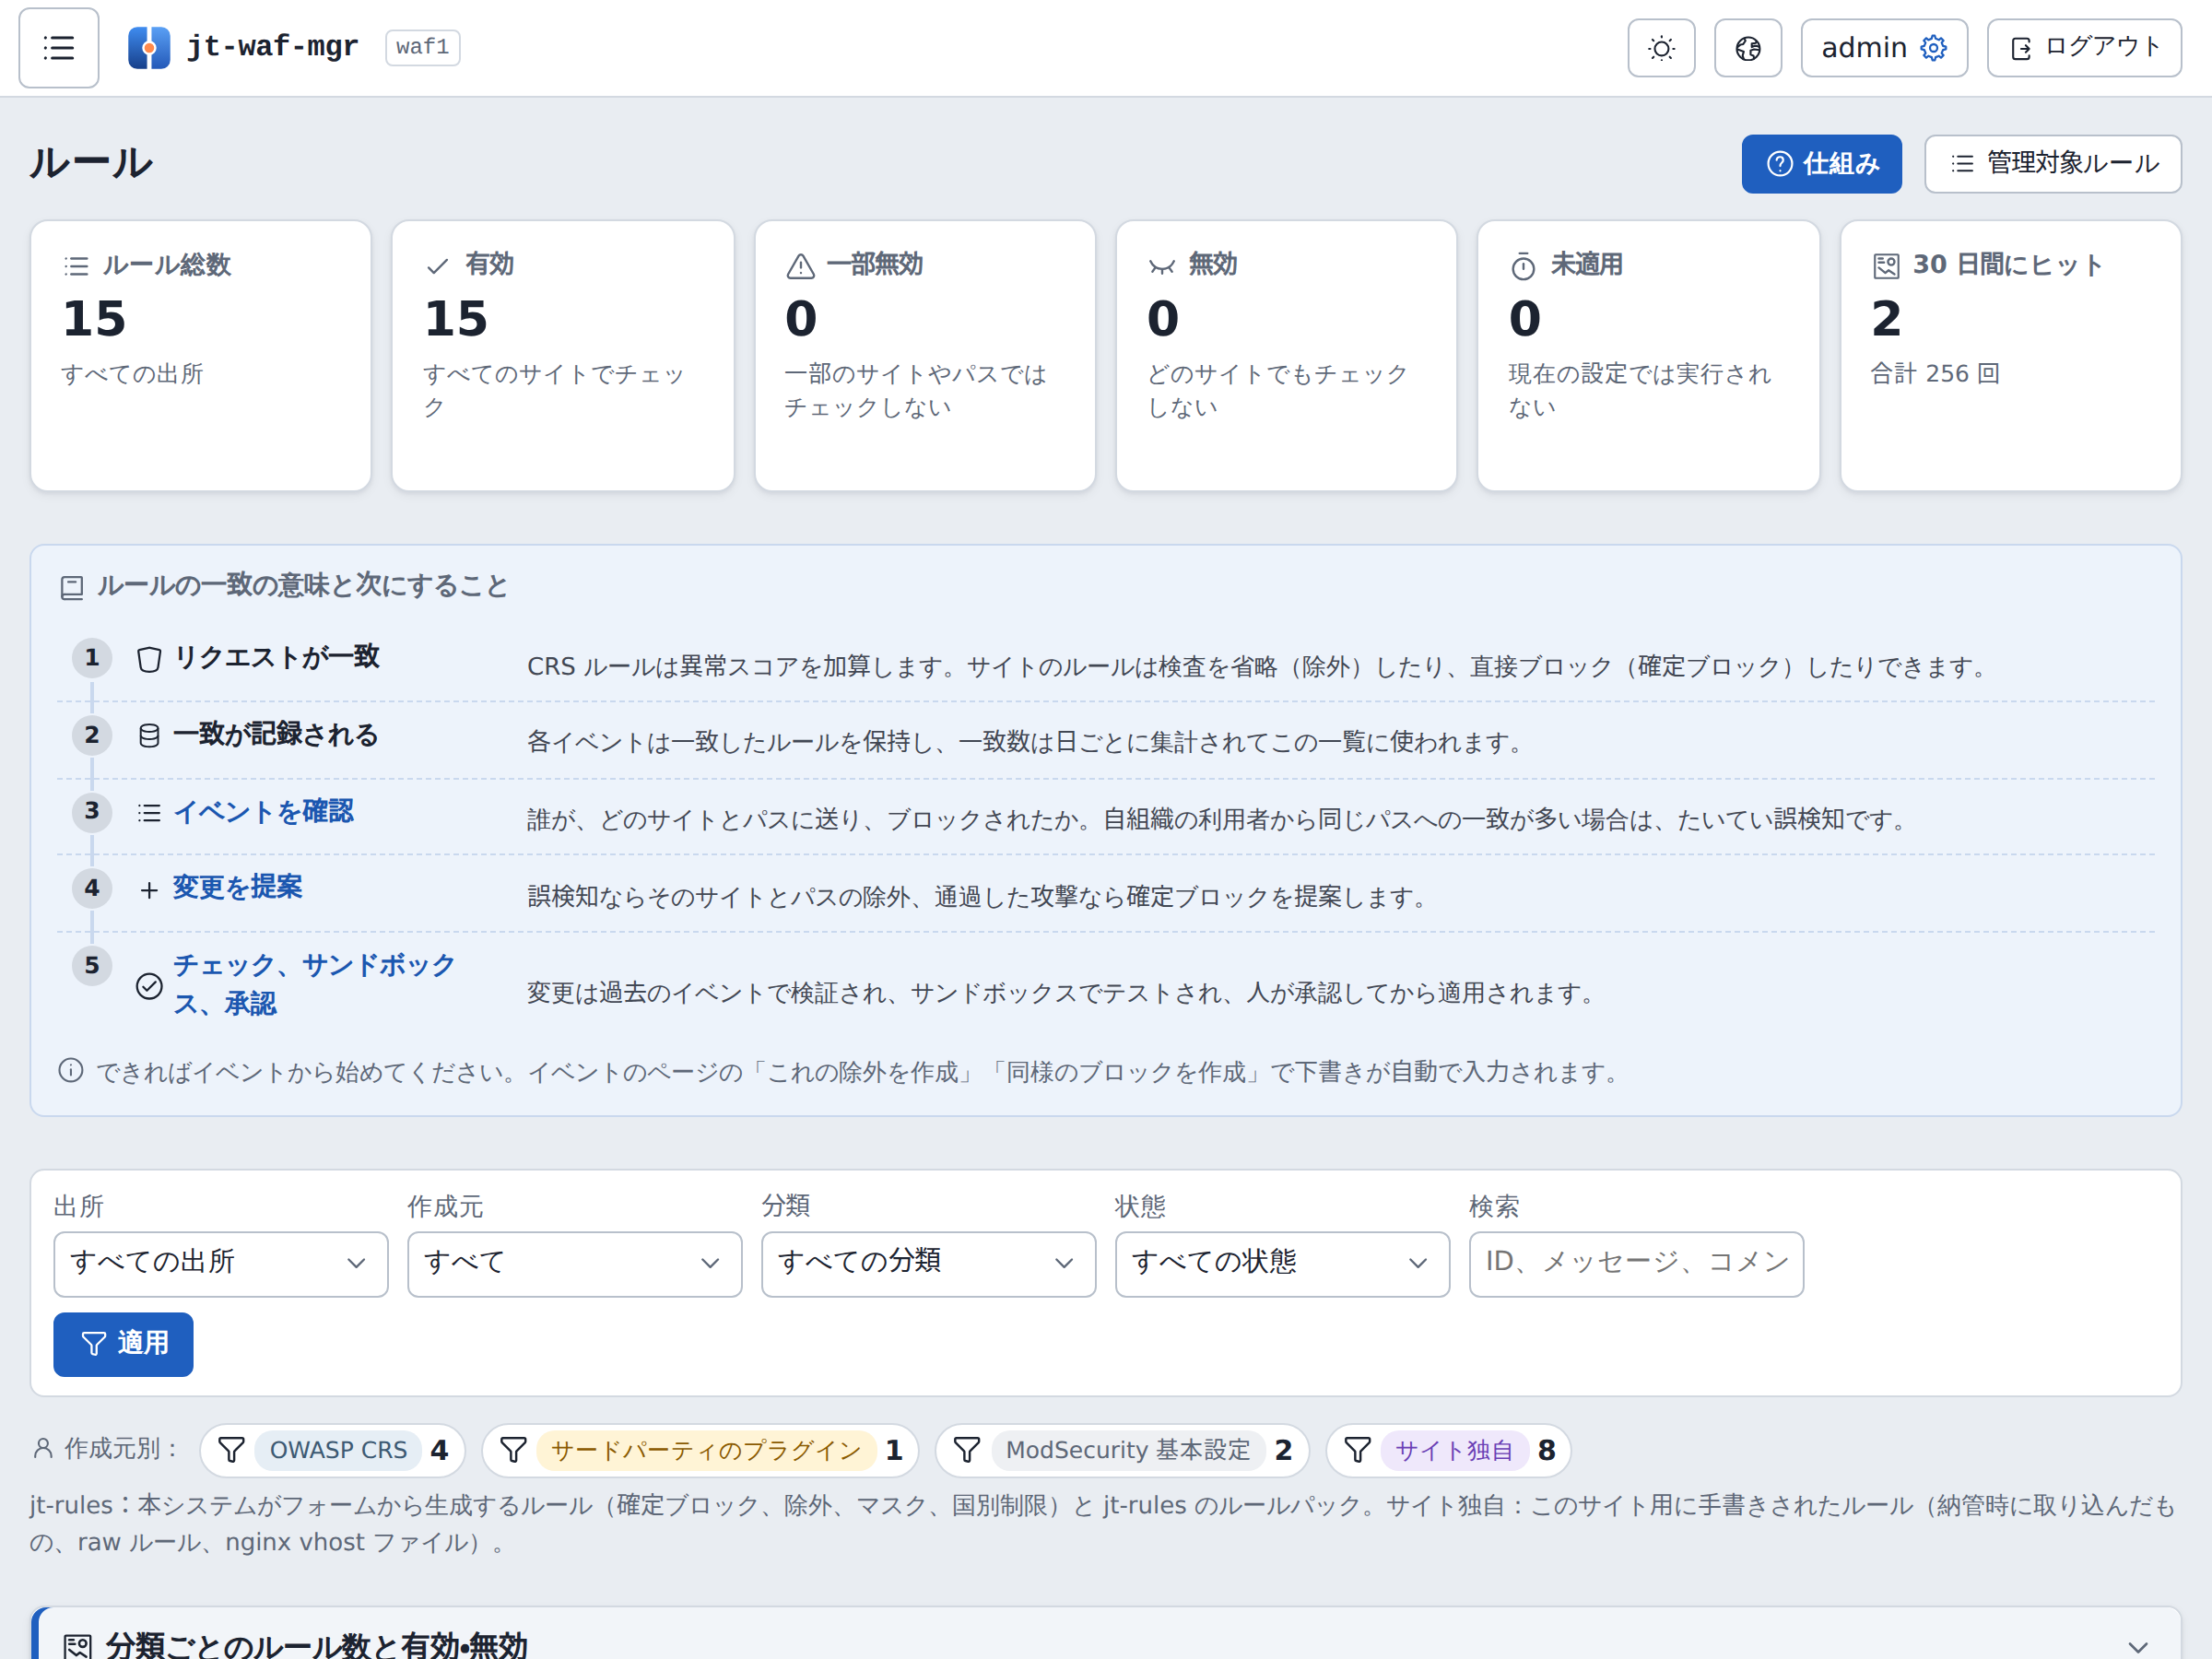 jt-waf-mgr waf1 admin ログアウト
ルール 仕組み 管理対象ルール
ルール総数
15
すべての出所
有効
15
すべてのサイトでチェッ
ク
一部無効
0
一部のサイトやパスでは
チェックしない
無効
0
どのサイトでもチェック
しない
未適用
0
現在の設定では実行され
ない
30 日間にヒット
2
合計 256 回
ルールの一致の意味と次にすること
1 リクエストが一致 CRS ルールは異常スコアを加算します。サイトのルールは検査を省略（除外）したり、直接ブロック（確定ブロック）したりできます。
2 一致が記録される 各イベントは一致したルールを保持し、一致数は日ごとに集計されてこの一覧に使われます。
3 イベントを確認 誰が、どのサイトとパスに送り、ブロックされたか。自組織の利用者から同じパスへの一致が多い場合は、たいてい誤検知です。
4 変更を提案 誤検知ならそのサイトとパスの除外、通過した攻撃なら確定ブロックを提案します。
5 チェック、サンドボック
ス、承認 変更は過去のイベントで検証され、サンドボックスでテストされ、人が承認してから適用されます。
できればイベントから始めてください。イベントのページの「これの除外を作成」「同様のブロックを作成」で下書きが自動で入力されます。
出所 作成元 分類 状態 検索
すべての出所 すべて すべての分類 すべての状態 ID、メッセージ、コメン
適用
作成元別： OWASP CRS 4 サードパーティのプラグイン 1 ModSecurity 基本設定 2 サイト独自 8
jt-rules：本システムがフォームから生成するルール（確定ブロック、除外、マスク、国別制限）と jt-rules のルールパック。サイト独自：このサイト用に手書きされたルール（納管時に取り込んだも
の、raw ルール、nginx vhost ファイル）。
分類ごとのルール数と有効•無効